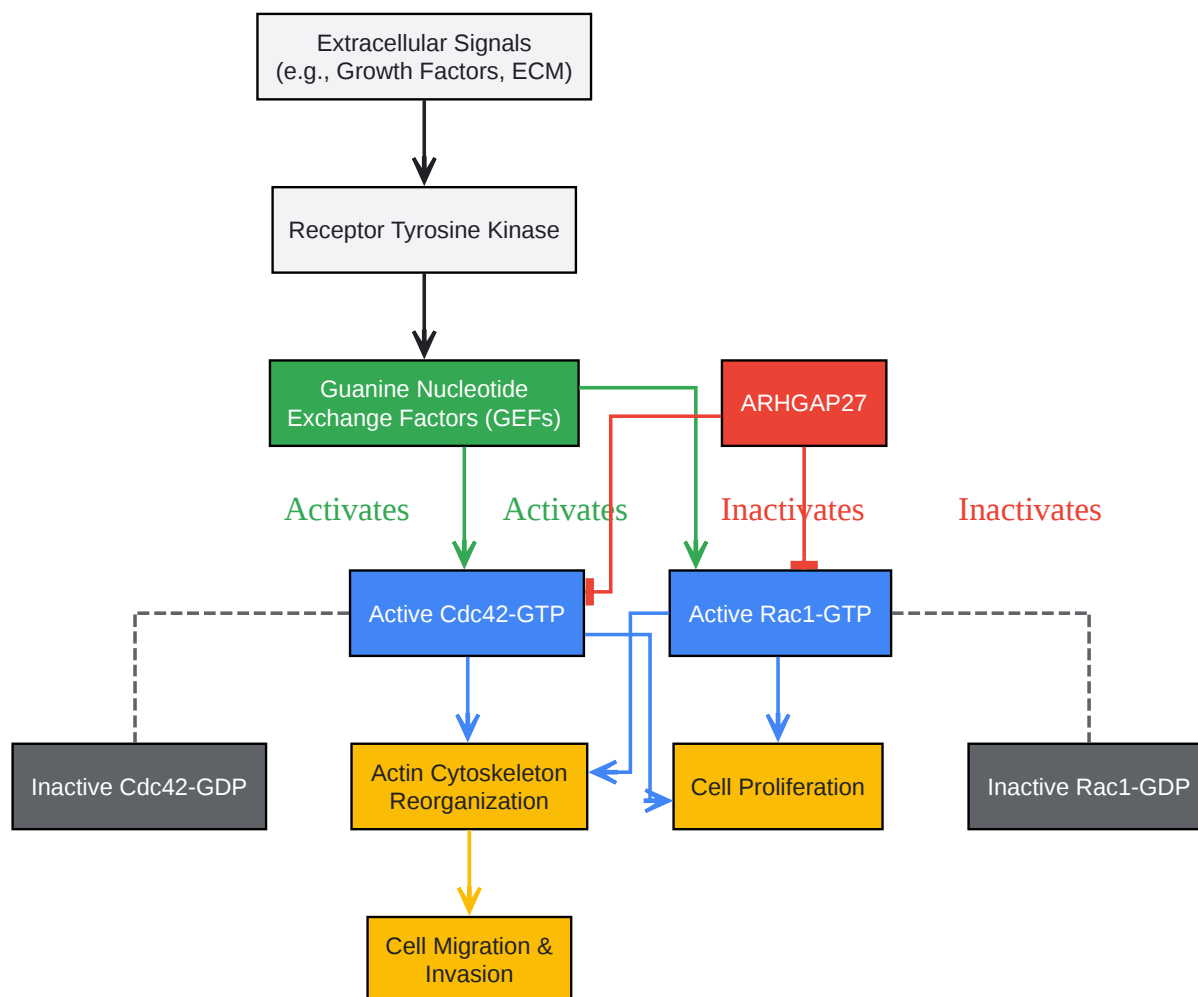 Extracellular Signals
(e.g., Growth Factors, ECM)
Receptor Tyrosine Kinase
Guanine Nucleotide
Exchange Factors (GEFs)
ARHGAP27
Activates
Activates
Inactivates
Inactivates
Active Cdc42-GTP
Active Rac1-GTP
Inactive Cdc42-GDP
Actin Cytoskeleton
Reorganization
Cell Proliferation
Inactive Rac1-GDP
Cell Migration &
Invasion